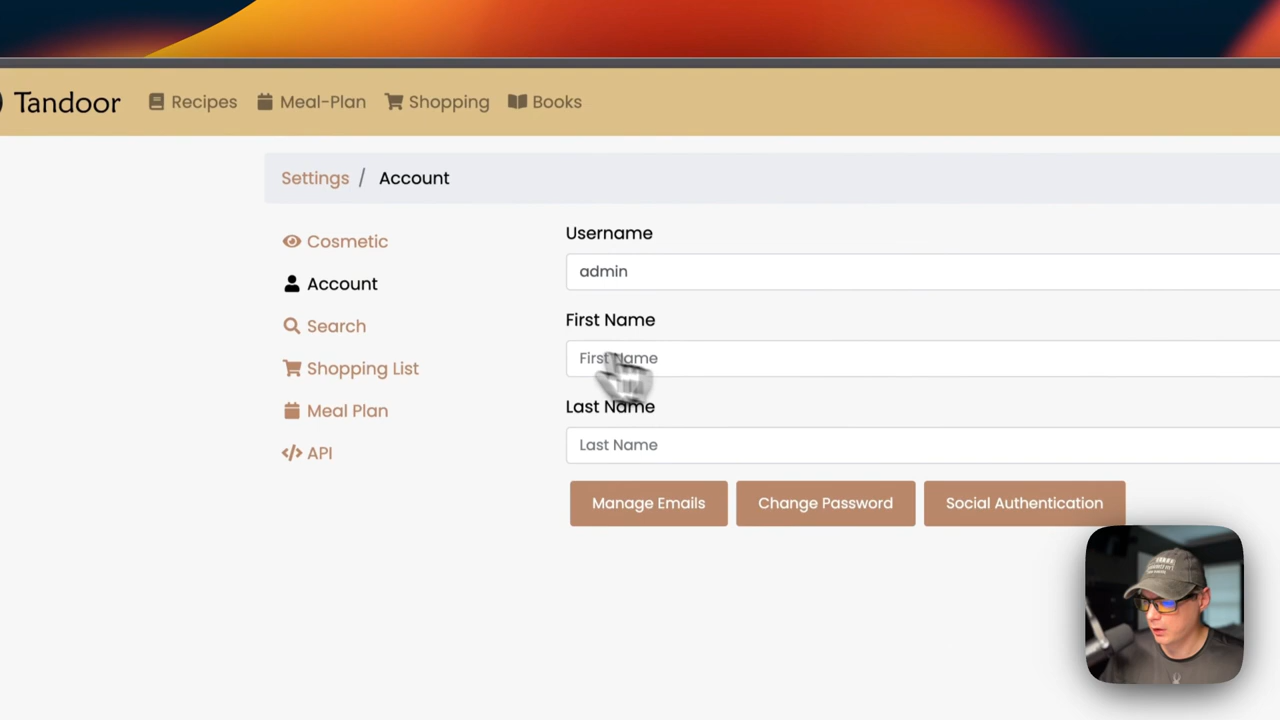 Tandoor Recipes Meal-Plan Shopping Books
Settings / Account
Cosmetic
Account
Search
Shopping List
Meal Plan
API
Username
admin
First Name
First Name
Last Name
Last Name
Manage Emails Change Password Social Authentication